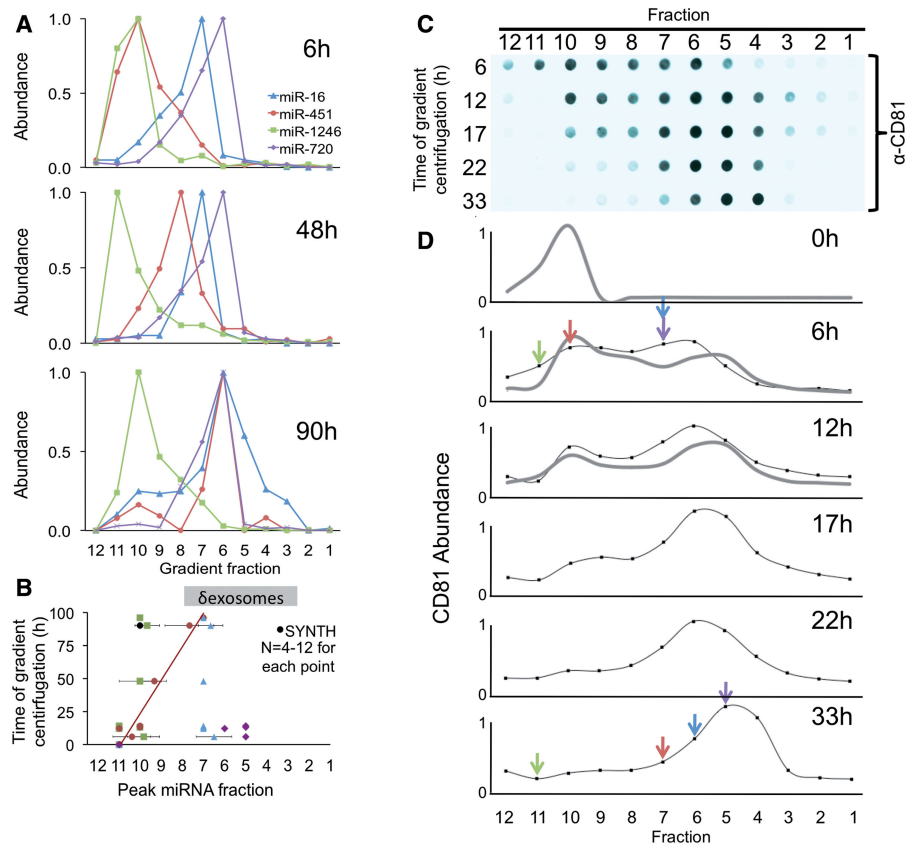 A
1.0
0.5
0.0
Abundance
6h
miR-16
miR-451
miR-1246
miR-720
1.0
0.5
0.0
Abundance
48h
1.0
0.5
0.0
Abundance
90h
12 11 10 9 8 7 6 5 4 3 2 1
Gradient fraction
B
δexosomes
100
75
50
25
0
Time of gradient
centirfugation (h)
SYNTH
N=4-12 for
each point
12 11 10 9 8 7 6 5 4 3 2 1
Peak miRNA fraction
C
Fraction
12 11 10 9 8 7 6 5 4 3 2 1
Time of gradient
centrifugation (h)
6
12
17
22
33
α-CD81
D
CD81 Abundance
1
0
0h
1
0
6h
1
0
12h
1
0
17h
1
0
22h
1
0
33h
12 11 10 9 8 7 6 5 4 3 2 1
Fraction